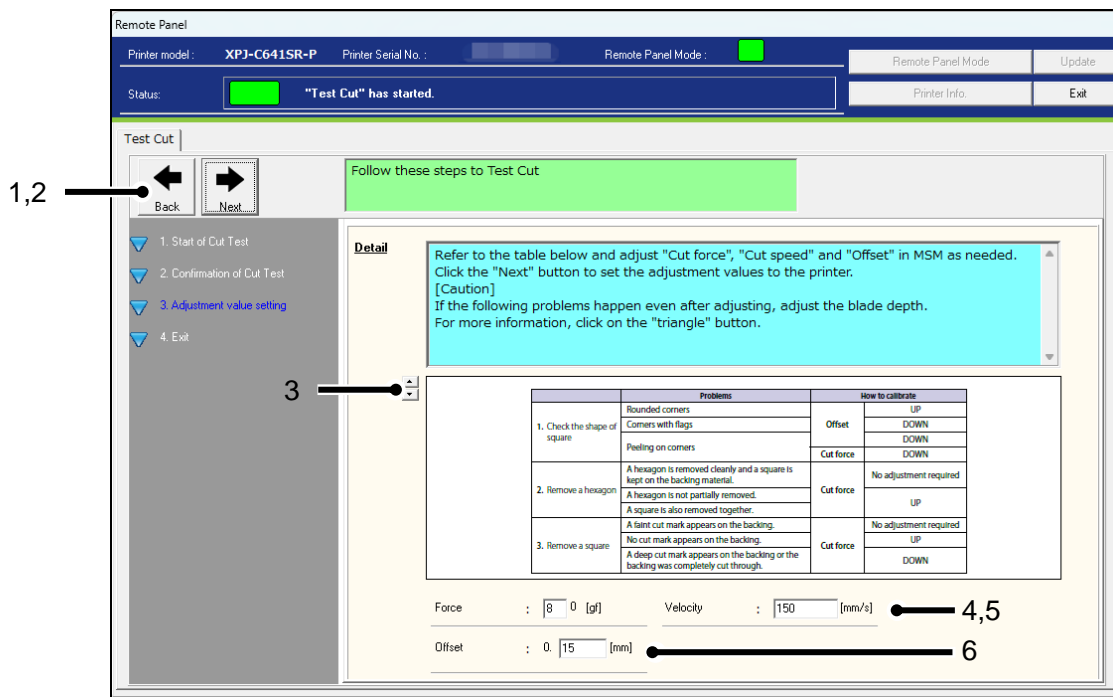 Remote Panel
Printer model : XPJ-C641SR-P Printer Serial No. : Remote Panel Mode :
Remote Panel Mode Update
Status: "Test Cut" has started.
Printer Info. Exit
Test Cut
1,2
Back Next
Follow these steps to Test Cut
1. Start of Cut Test
2. Confirmation of Cut Test
3. Adjustment value setting
4. Exit
Detail
Refer to the table below and adjust "Cut force", "Cut speed" and "Offset" in MSM as needed.
Click the "Next" button to set the adjustment values to the printer.
[Caution]
If the following problems happen even after adjusting, adjust the blade depth.
For more information, click on the "triangle" button.
3
Problems How to calibrate
1. Check the shape of
square
Rounded corners Offset UP
Corners with flags DOWN
Peeling on corners DOWN
Cut force DOWN
2. Remove a hexagon
A hexagon is removed cleanly and a square is
kept on the backing material.
Cut force No adjustment required
A hexagon is not partially removed. UP
A square is also removed together.
3. Remove a square
A faint cut mark appears on the backing. Cut force No adjustment required
No cut mark appears on the backing. UP
A deep cut mark appears on the backing or the
backing was completely cut through.
DOWN
Force : 8 0 [gf] Velocity : 150 [mm/s] 4,5
Offset : 0. 15 [mm] 6